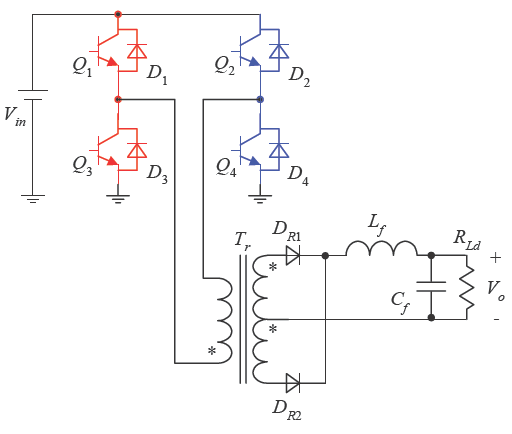 Q1 D1 Q2 D2
Vin
Q3 D3 Q4 D4
Tr DR1 Lf RLd +
* Cf Vo
* * -
DR2